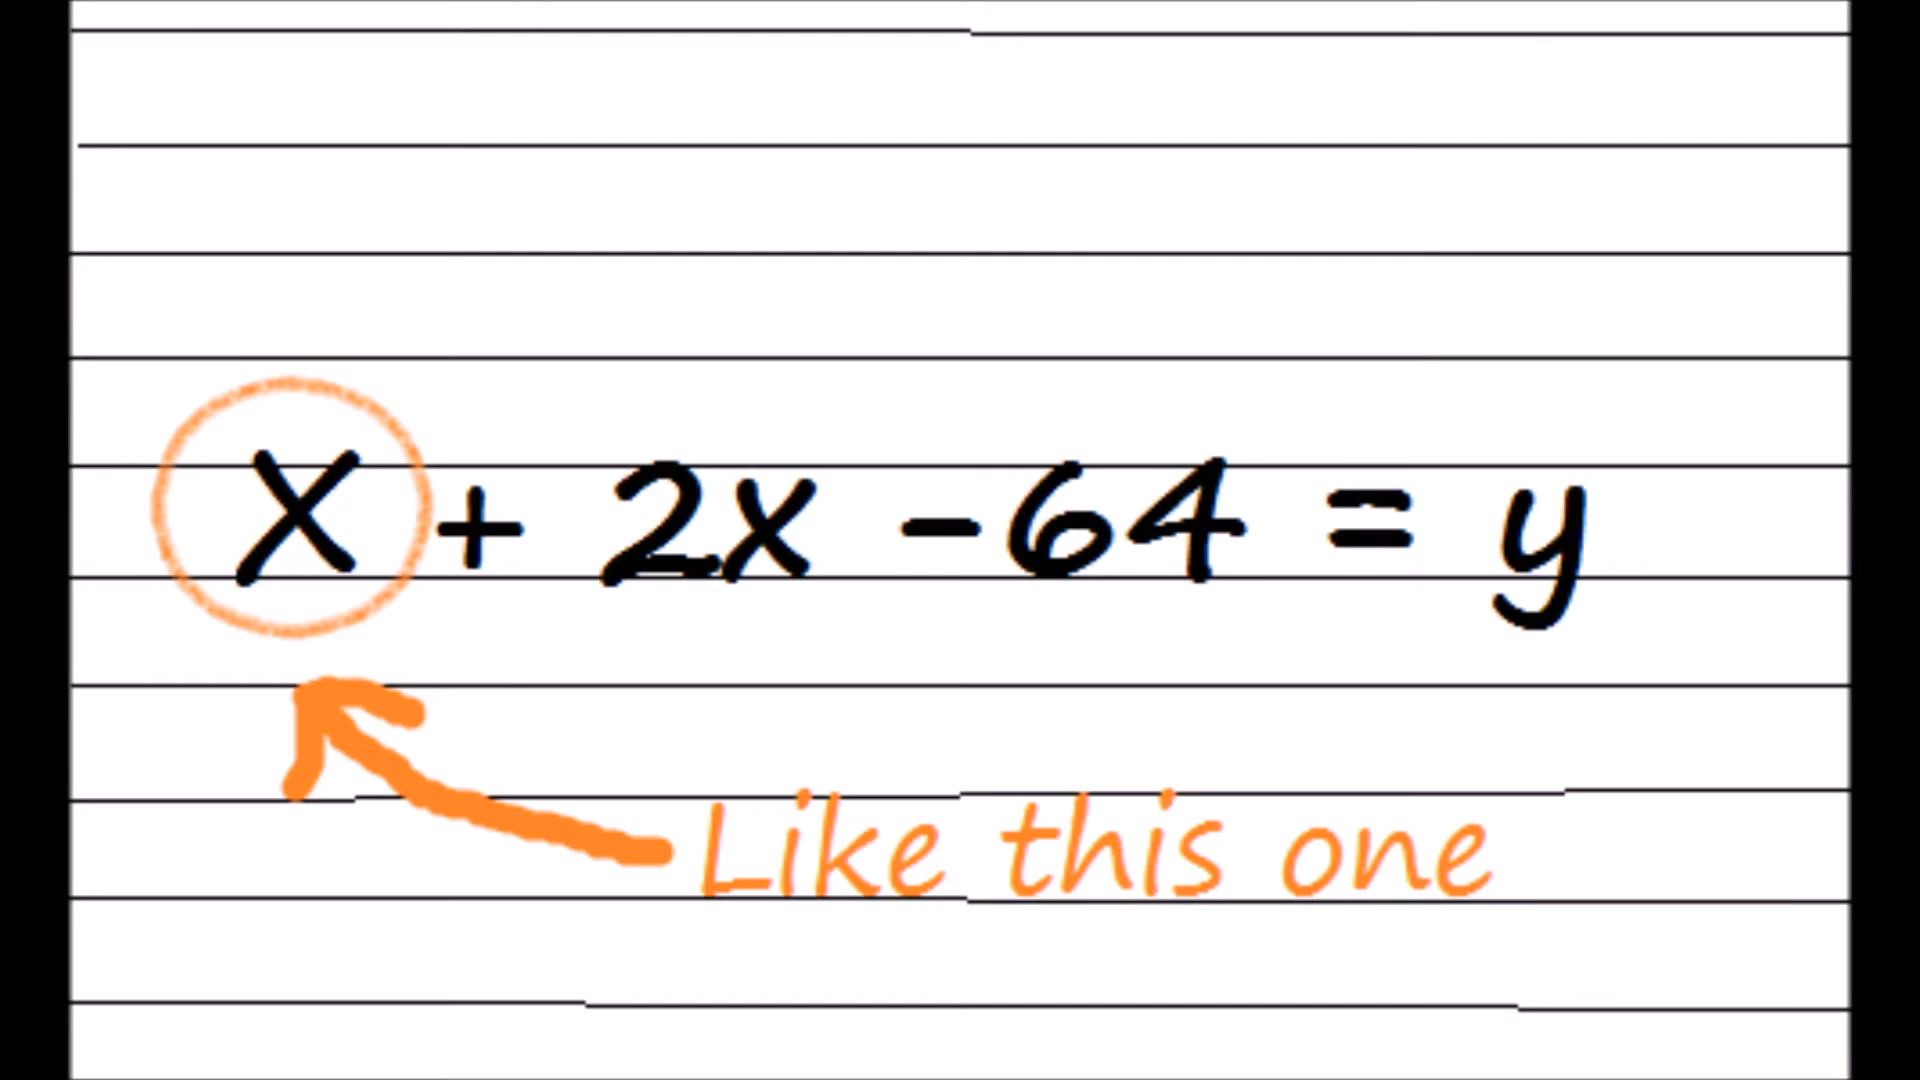 X + 2x - 64 = y
Like this one